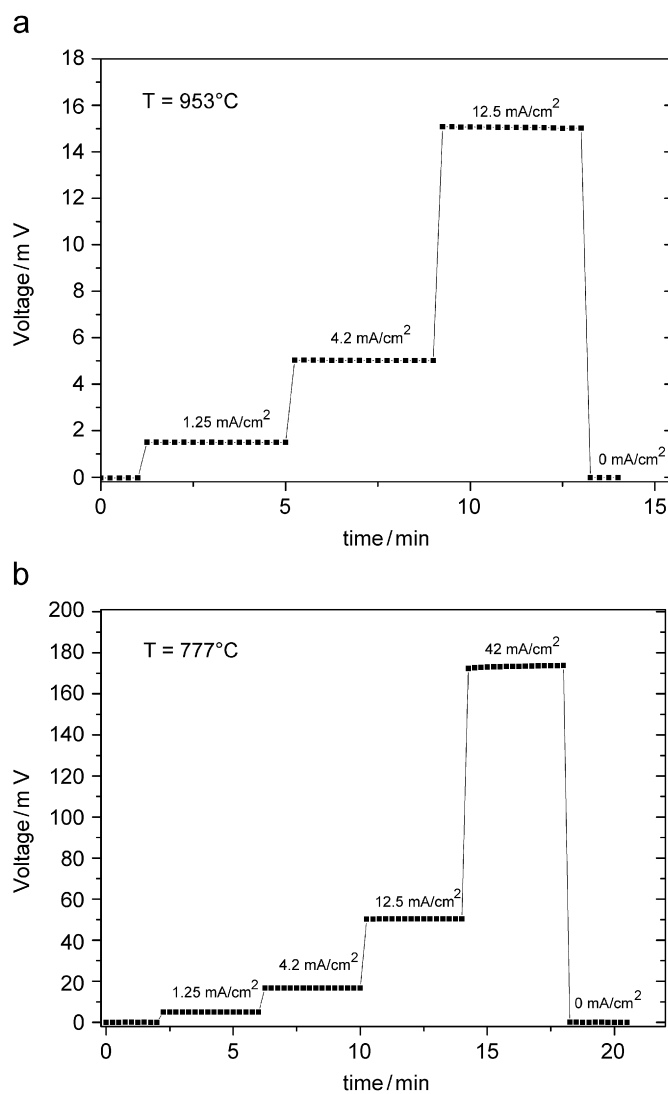 a
18
16
14
12
10
8
6
4
2
0
Voltage/m V
T = 953°C
12.5 mA/cm2
4.2 mA/cm2
1.25 mA/cm2
0 mA/cm2
0 5 10 15
time/min
b
200
180
160
140
120
100
80
60
40
20
0
Voltage/m V
T = 777°C
42 mA/cm2
12.5 mA/cm2
4.2 mA/cm2
1.25 mA/cm2
0 mA/cm2
0 5 10 15 20
time/min